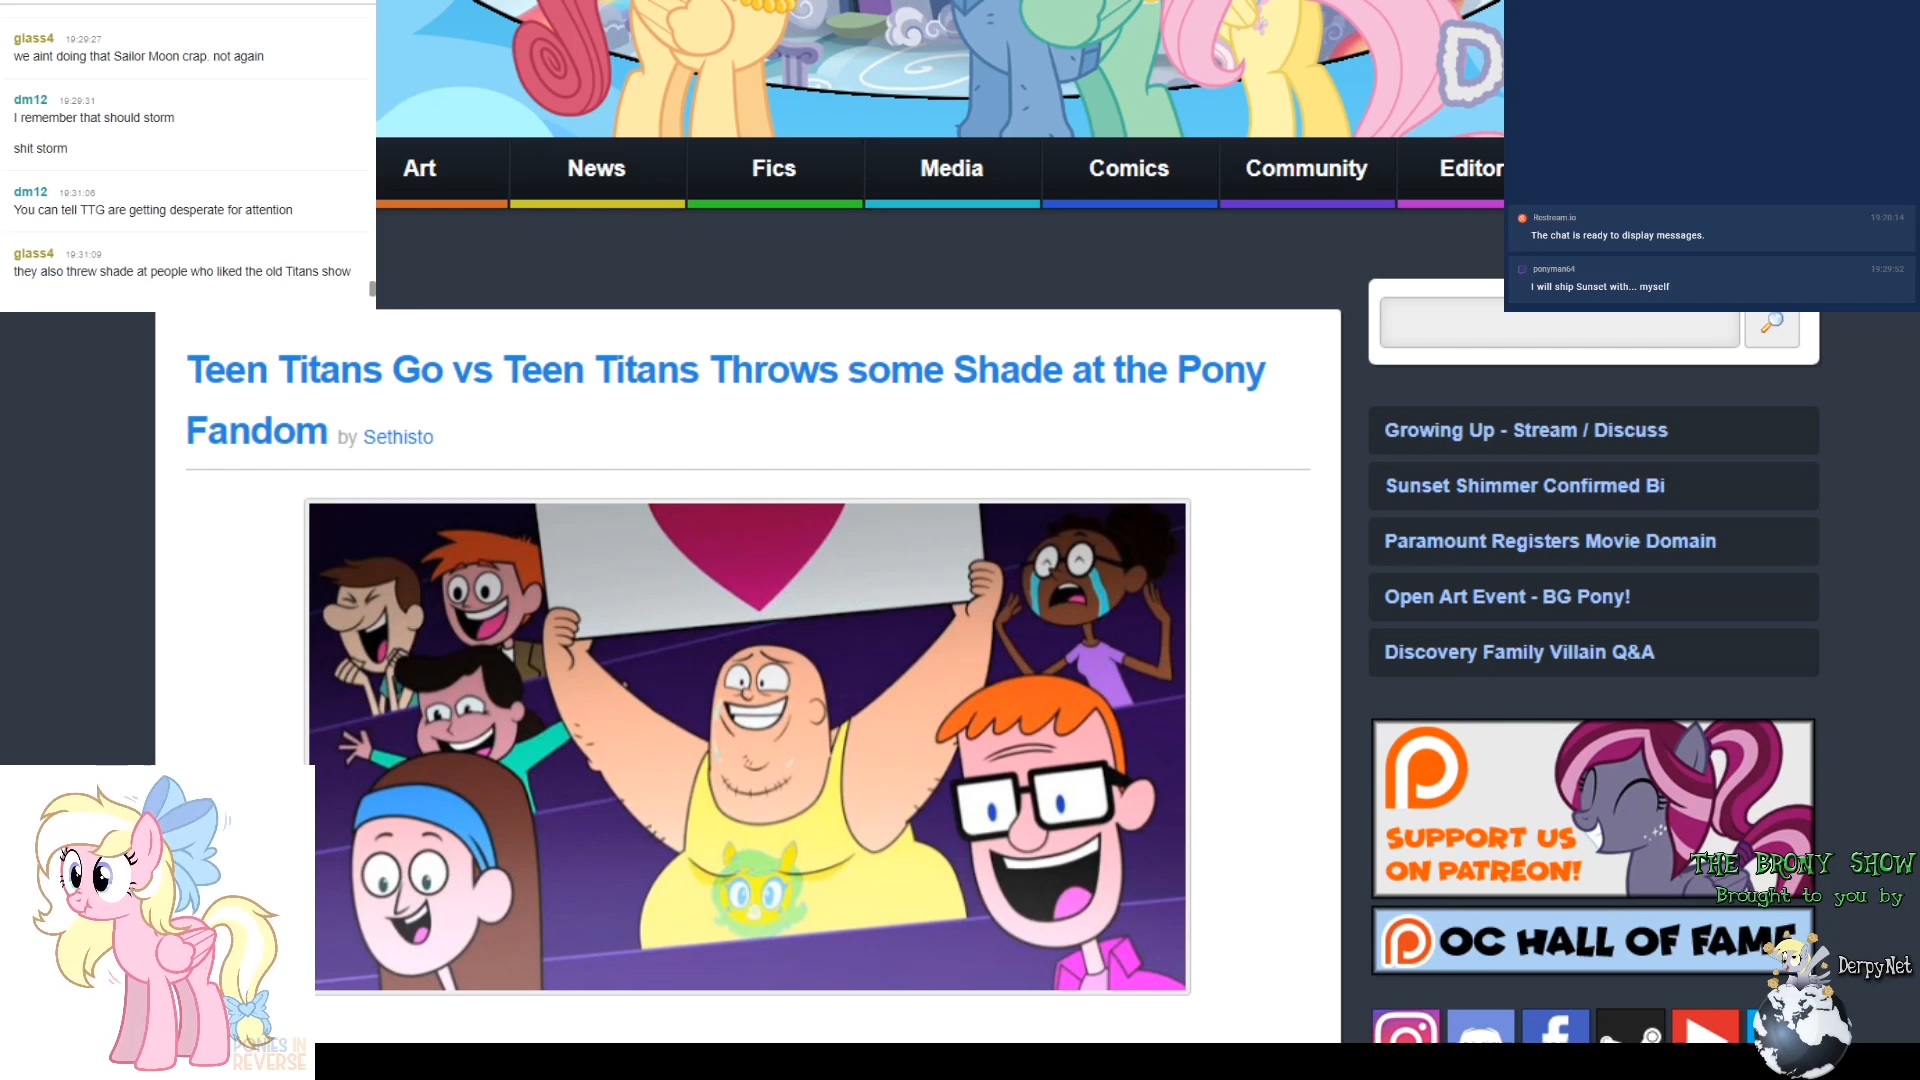 glass4 19:29:27
we aint doing that Sailor Moon crap. not again
dm12 19:29:31
I remember that should storm
shit storm
dm12 19:31:06
You can tell TTG are getting desperate for attention
glass4 19:31:09
they also threw shade at people who liked the old Titans show
D
Art News Fics Media Comics Community Editor
Restream.io 19:20:14
The chat is ready to display messages.
ponyman64 19:29:52
I will ship Sunset with... myself
Teen Titans Go vs Teen Titans Throws some Shade at the Pony
Fandom by Sethisto
Growing Up - Stream / Discuss
Sunset Shimmer Confirmed Bi
Paramount Registers Movie Domain
Open Art Event - BG Pony!
Discovery Family Villain Q&A
SUPPORT US
ON PATREON!
THE BRONY SHOW
Brought to you by
OC HALL OF FAME
DerpyNet
PONIES IN
REVERSE